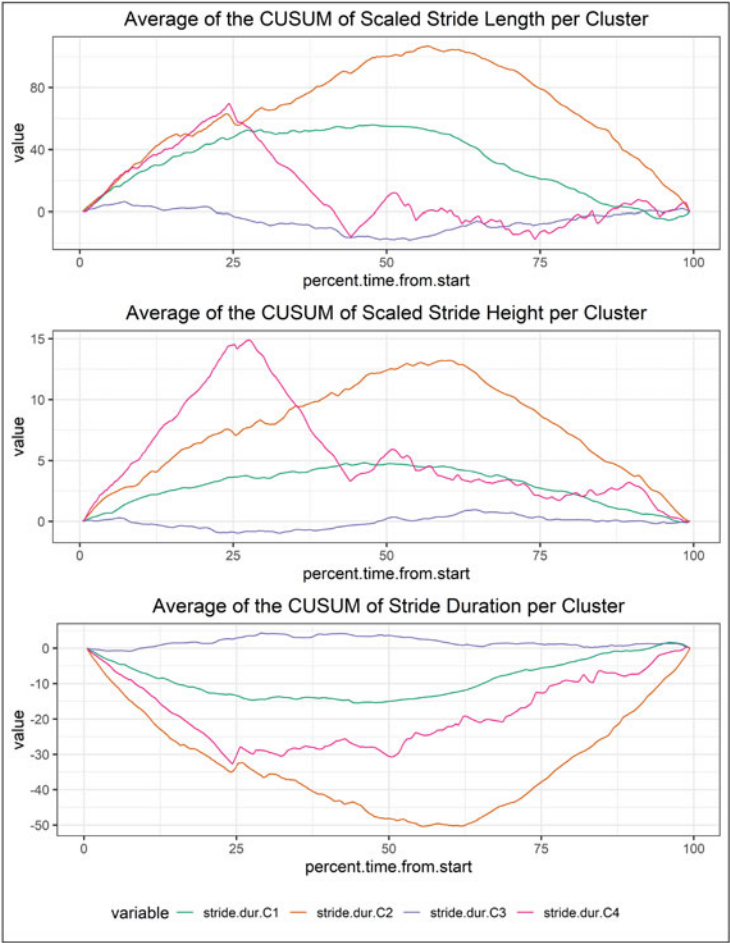 Average of the CUSUM of Scaled Stride Length per Cluster
value
80
40
0
0 25 50 75 100
percent.time.from.start
Average of the CUSUM of Scaled Stride Height per Cluster
value
15
10
5
0
0 25 50 75 100
percent.time.from.start
Average of the CUSUM of Stride Duration per Cluster
value
0
-10
-20
-30
-40
-50
0 25 50 75 100
percent.time.from.start
variable stride.dur.C1 stride.dur.C2 stride.dur.C3 stride.dur.C4